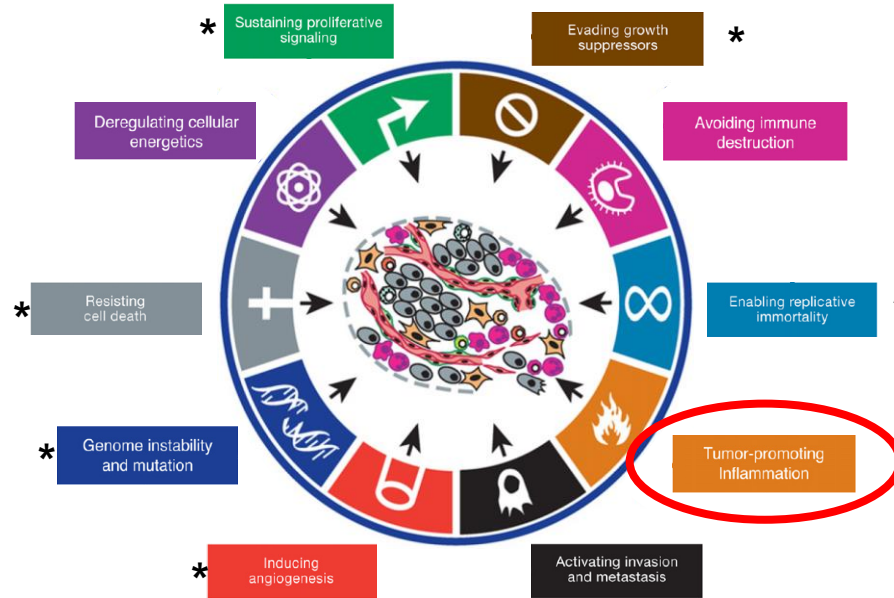 * Sustaining proliferative
signaling
Evading growth
suppressors *
Deregulating cellular
energetics
Avoiding immune
destruction
* Resisting
cell death
Enabling replicative
immortality
* Genome instability
and mutation
Tumor-promoting
Inflammation
* Inducing
angiogenesis
Activating invasion
and metastasis